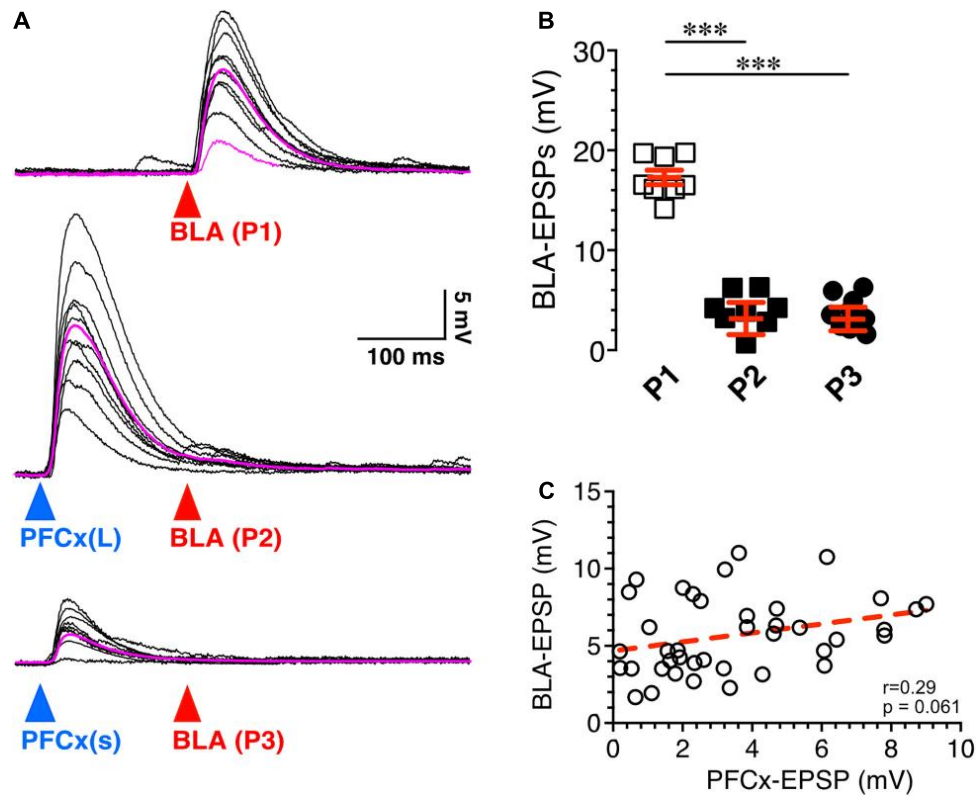 A
BLA (P1)
5 mV
100 ms
PFCx(L) BLA (P2)
PFCx(s) BLA (P3)
B
***
***
BLA-EPSPs (mV)
30
20
10
0
P1 P2 P3
C
BLA-EPSP (mV)
15
10
5
0
r=0.29
p = 0.061
0 2 4 6 8 10
PFCx-EPSP (mV)